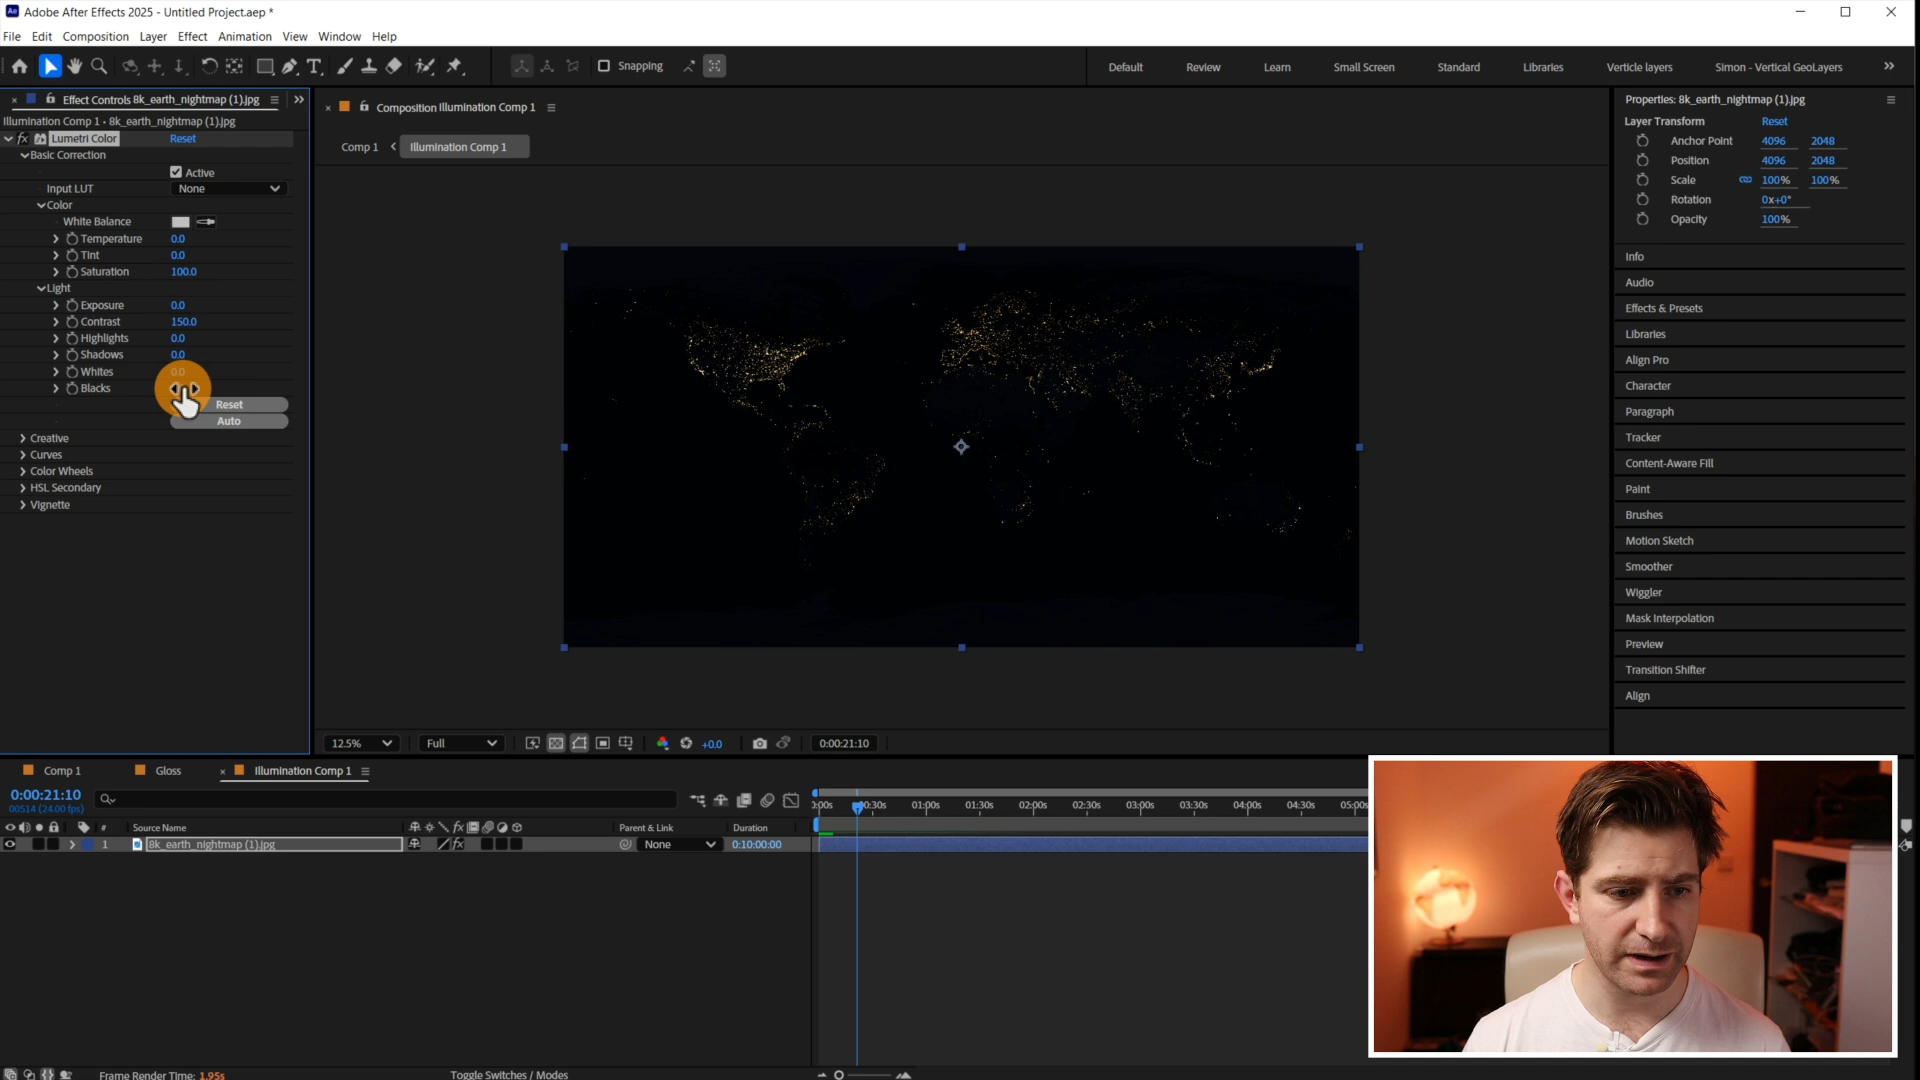 Ae Adobe After Effects 2025 - Untitled Project.aep *
File Edit Composition Layer Effect Animation View Window Help
Snapping
Default Review Learn Small Screen Standard Libraries Verticle layers Simon - Vertical GeoLayers
Effect Controls 8k_earth_nightmap (1).jpg
Illumination Comp 1 • 8k_earth_nightmap (1).jpg
fx Lumetri Color Reset
Basic Correction
Active
Input LUT None
Color
White Balance
Temperature 0.0
Tint 0.0
Saturation 100.0
Light
Exposure 0.0
Contrast 150.0
Highlights 0.0
Shadows 0.0
Whites 0.0
Blacks
Reset
Auto
Creative
Curves
Color Wheels
HSL Secondary
Vignette
Composition Illumination Comp 1
Comp 1 Illumination Comp 1
12.5% Full +0.0 0:00:21:10
Properties: 8k_earth_nightmap (1).jpg
Layer Transform Reset
Anchor Point 4096 2048
Position 4096 2048
Scale 100% 100%
Rotation 0x+0°
Opacity 100%
Info
Audio
Effects & Presets
Libraries
Align Pro
Character
Paragraph
Tracker
Content-Aware Fill
Paint
Brushes
Motion Sketch
Smoother
Wiggler
Mask Interpolation
Preview
Transition Shifter
Align
Comp 1 Gloss Illumination Comp 1
0:00:21:10
00514 (24.00 fps)
00:30s 01:00s 01:30s 02:00s 02:30s 03:00s 03:30s 04:00s 04:30s 05:00s
# Source Name fx Parent & Link Duration
1 8k_earth_nightmap (1).jpg fx None 0:10:00:00
Frame Render Time: 1.95s Toggle Switches / Modes